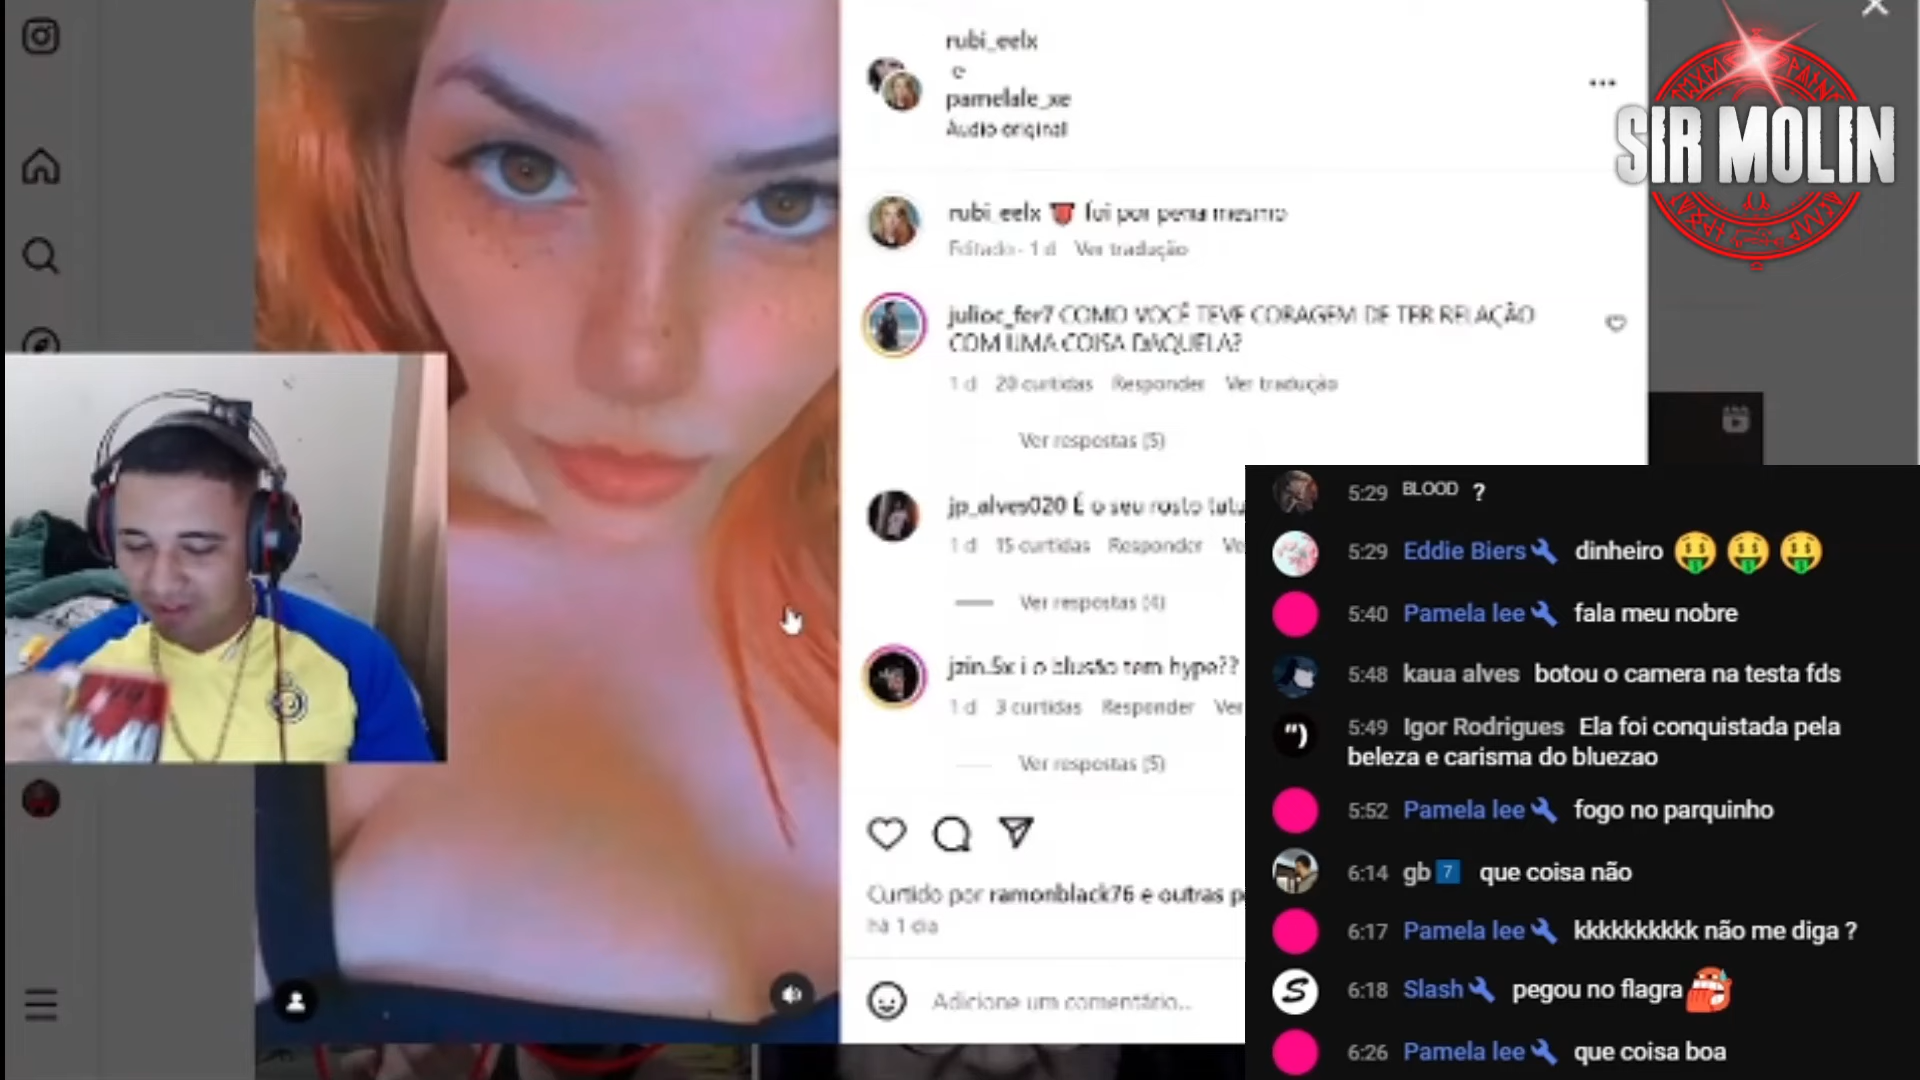 rubi_eelx
e
pamelale_xe
Áudio original
rubi_eelx 👅 fui por pena mesmo
Editado · 1 d Ver tradução
julioc_fer7 COMO VOCÊ TEVE CORAGEM DE TER RELAÇÃO
COM UMA COISA DAQUELA?
1 d 20 curtidas Responder Ver tradução
Ver respostas (5)
jp_alves020 É o seu rosto tatu
1 d 15 curtidas Responder Ve
Ver respostas (4)
jzin.5x i o blusão tem hype??
1 d 3 curtidas Responder Ver
Ver respostas (5)
Curtido por ramonblack76 e outras pe
há 1 dia
Adicione um comentário...
SIR MOLIN
5:29 BLOOD ?
5:29 Eddie Biers dinheiro 🤑🤑🤑
5:40 Pamela lee fala meu nobre
5:48 kaua alves botou o camera na testa fds
5:49 Igor Rodrigues Ela foi conquistada pela
beleza e carisma do bluezao
5:52 Pamela lee fogo no parquinho
6:14 gb 7 que coisa não
6:17 Pamela lee kkkkkkkkkk não me diga ?
6:18 Slash pegou no flagra
6:26 Pamela lee que coisa boa